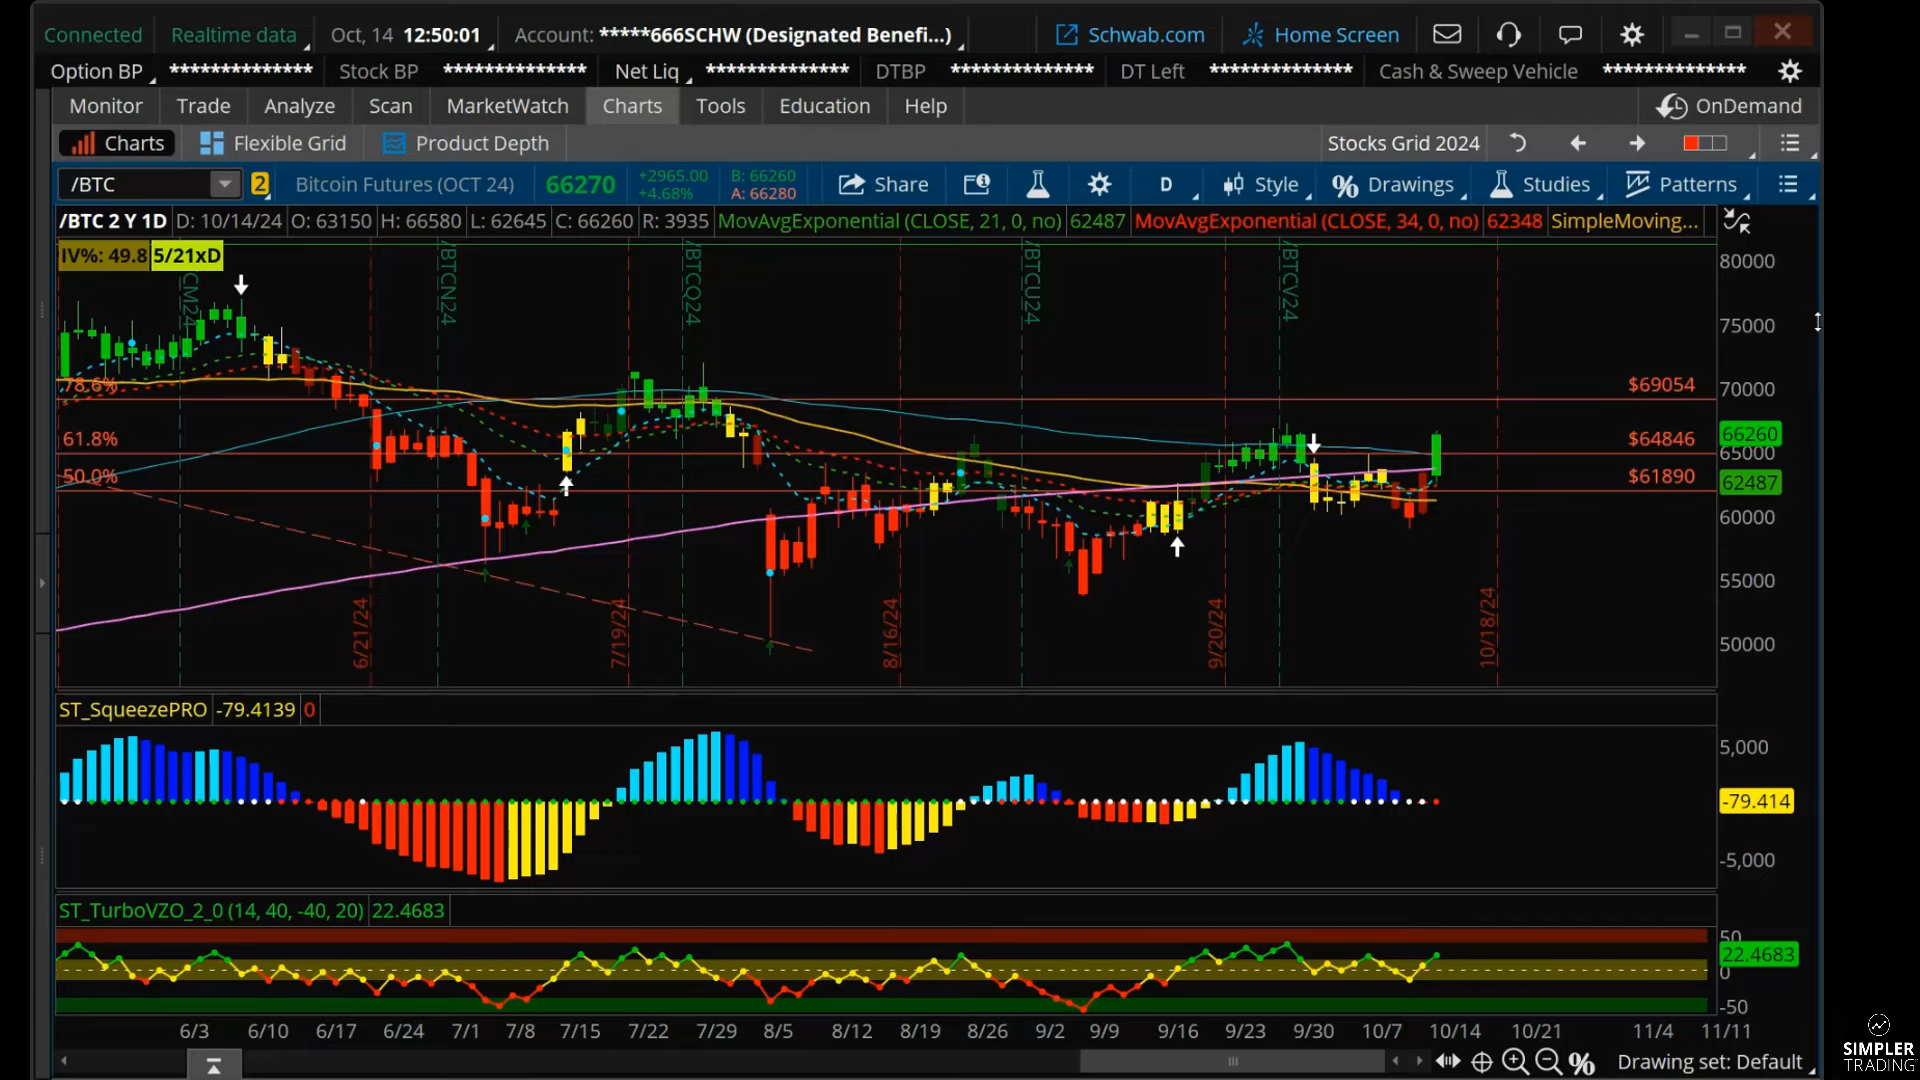 Connected Realtime data Oct, 14 12:50:01 Account: *****666SCHW (Designated Benefi...) Schwab.com Home Screen
Option BP ************** Stock BP ************** Net Liq ************** DTBP ************** DT Left ************** Cash & Sweep Vehicle **************
Monitor Trade Analyze Scan MarketWatch Charts Tools Education Help OnDemand
Charts Flexible Grid Product Depth Stocks Grid 2024
/BTC 2 Bitcoin Futures (OCT 24) 66270 +2965.00 +4.68% B: 66260 A: 66280 Share D Style Drawings Studies Patterns
/BTC 2 Y 1D D: 10/14/24 O: 63150 H: 66580 L: 62645 C: 66260 R: 3935 MovAvgExponential (CLOSE, 21, 0, no) 62487 MovAvgExponential (CLOSE, 34, 0, no) 62348 SimpleMoving...
IV%: 49.8 5/21xD
/BTCN24 /BTCQ24 /BTCU24 /BTCV24
80000
75000
78.6% $69054 70000
66260
61.8% $64846 65000
50.0% $61890 62487
60000
55000
50000
6/21/24 7/19/24 8/16/24 9/20/24 10/18/24
ST_SqueezePRO -79.4139 0
5,000
-79.414
-5,000
ST_TurboVZO_2_0 (14, 40, -40, 20) 22.4683
50
22.4683
0
-50
6/3 6/10 6/17 6/24 7/1 7/8 7/15 7/22 7/29 8/5 8/12 8/19 8/26 9/2 9/9 9/16 9/23 9/30 10/7 10/14 10/21 11/4 11/11
Drawing set: Default
SIMPLER
TRADING